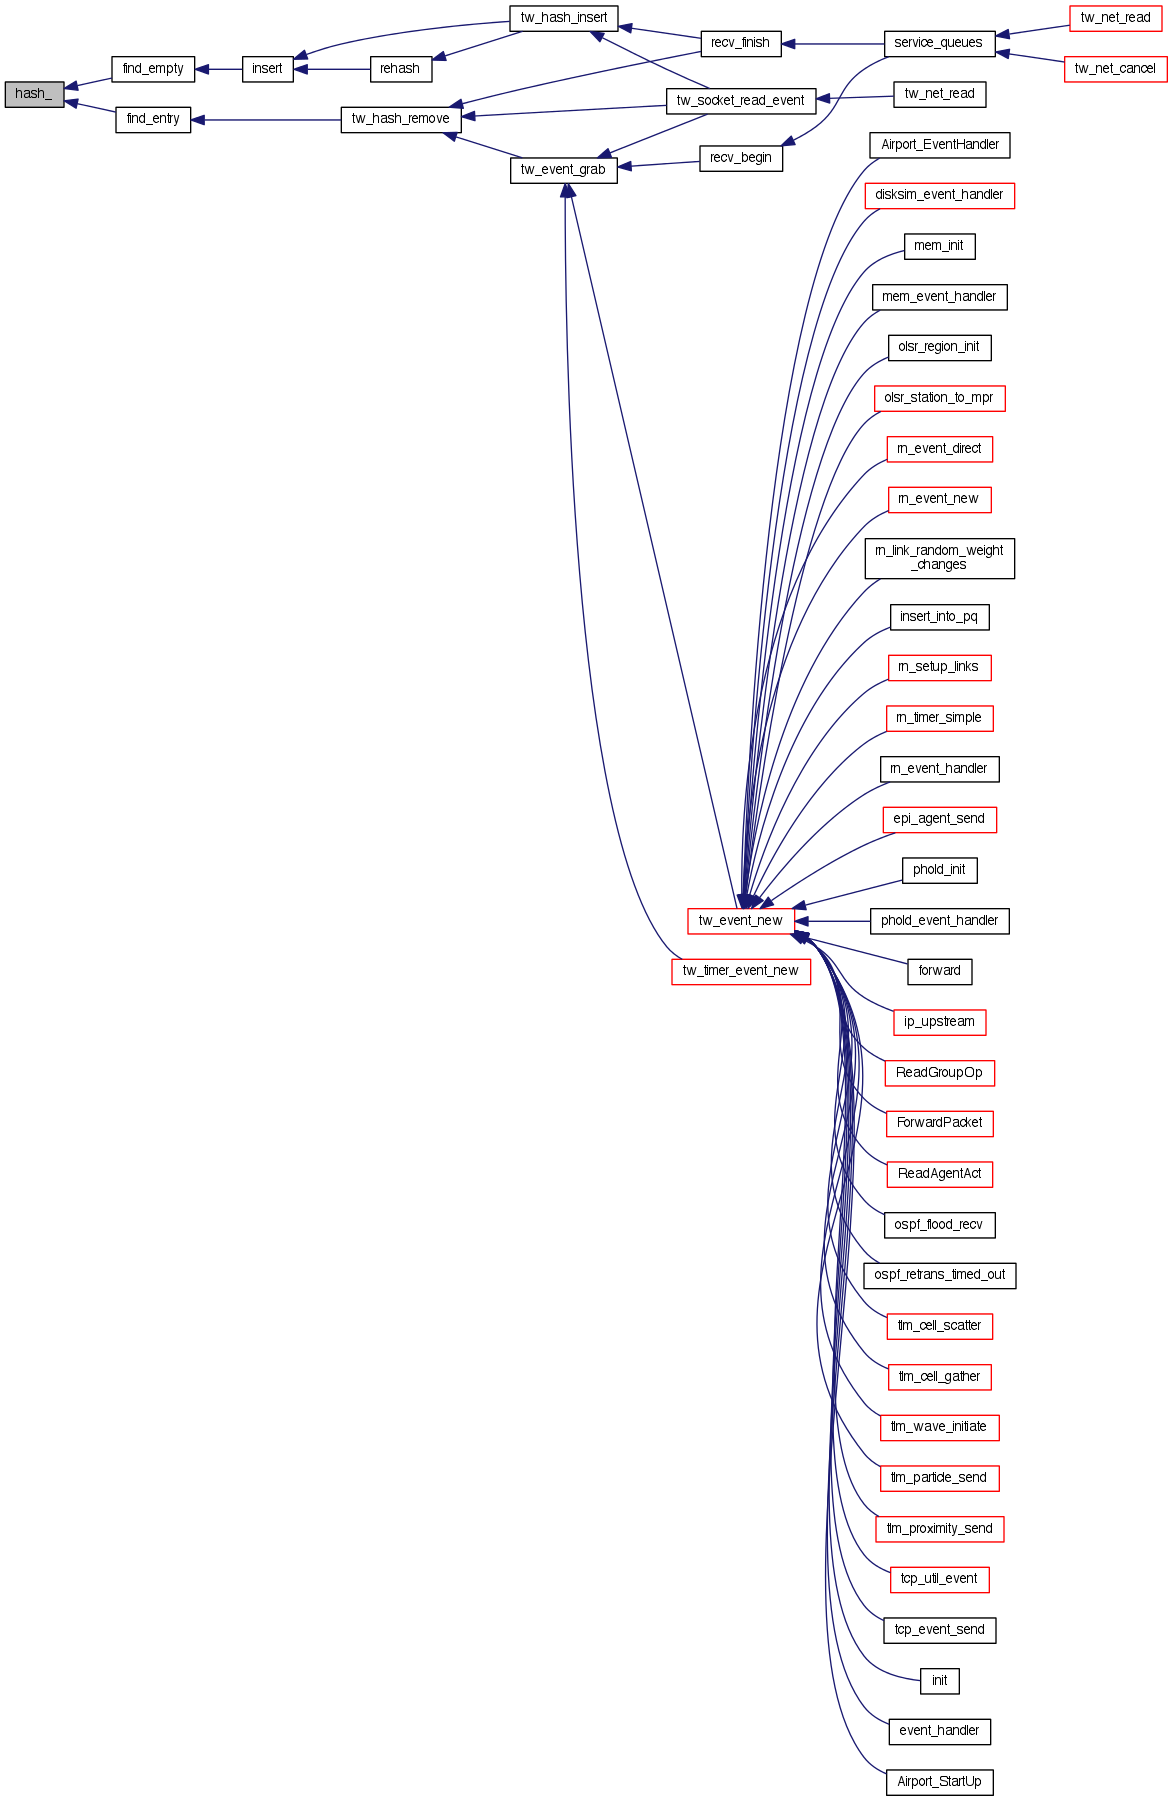 hash_
find_empty
find_entry
insert
rehash
tw_hash_remove
tw_hash_insert
tw_event_grab
recv_finish
tw_socket_read_event
recv_begin
service_queues
tw_net_read
tw_net_cancel
tw_net_read
Airport_EventHandler
disksim_event_handler
mem_init
mem_event_handler
olsr_region_init
olsr_station_to_mpr
rn_event_direct
rn_event_new
rn_link_random_weight
_changes
insert_into_pq
rn_setup_links
rn_timer_simple
rn_event_handler
epi_agent_send
phold_init
tw_event_new
phold_event_handler
tw_timer_event_new
forward
ip_upstream
ReadGroupOp
ForwardPacket
ReadAgentAct
ospf_flood_recv
ospf_retrans_timed_out
tlm_cell_scatter
tlm_cell_gather
tlm_wave_initiate
tlm_particle_send
tlm_proximity_send
tcp_util_event
tcp_event_send
init
event_handler
Airport_StartUp